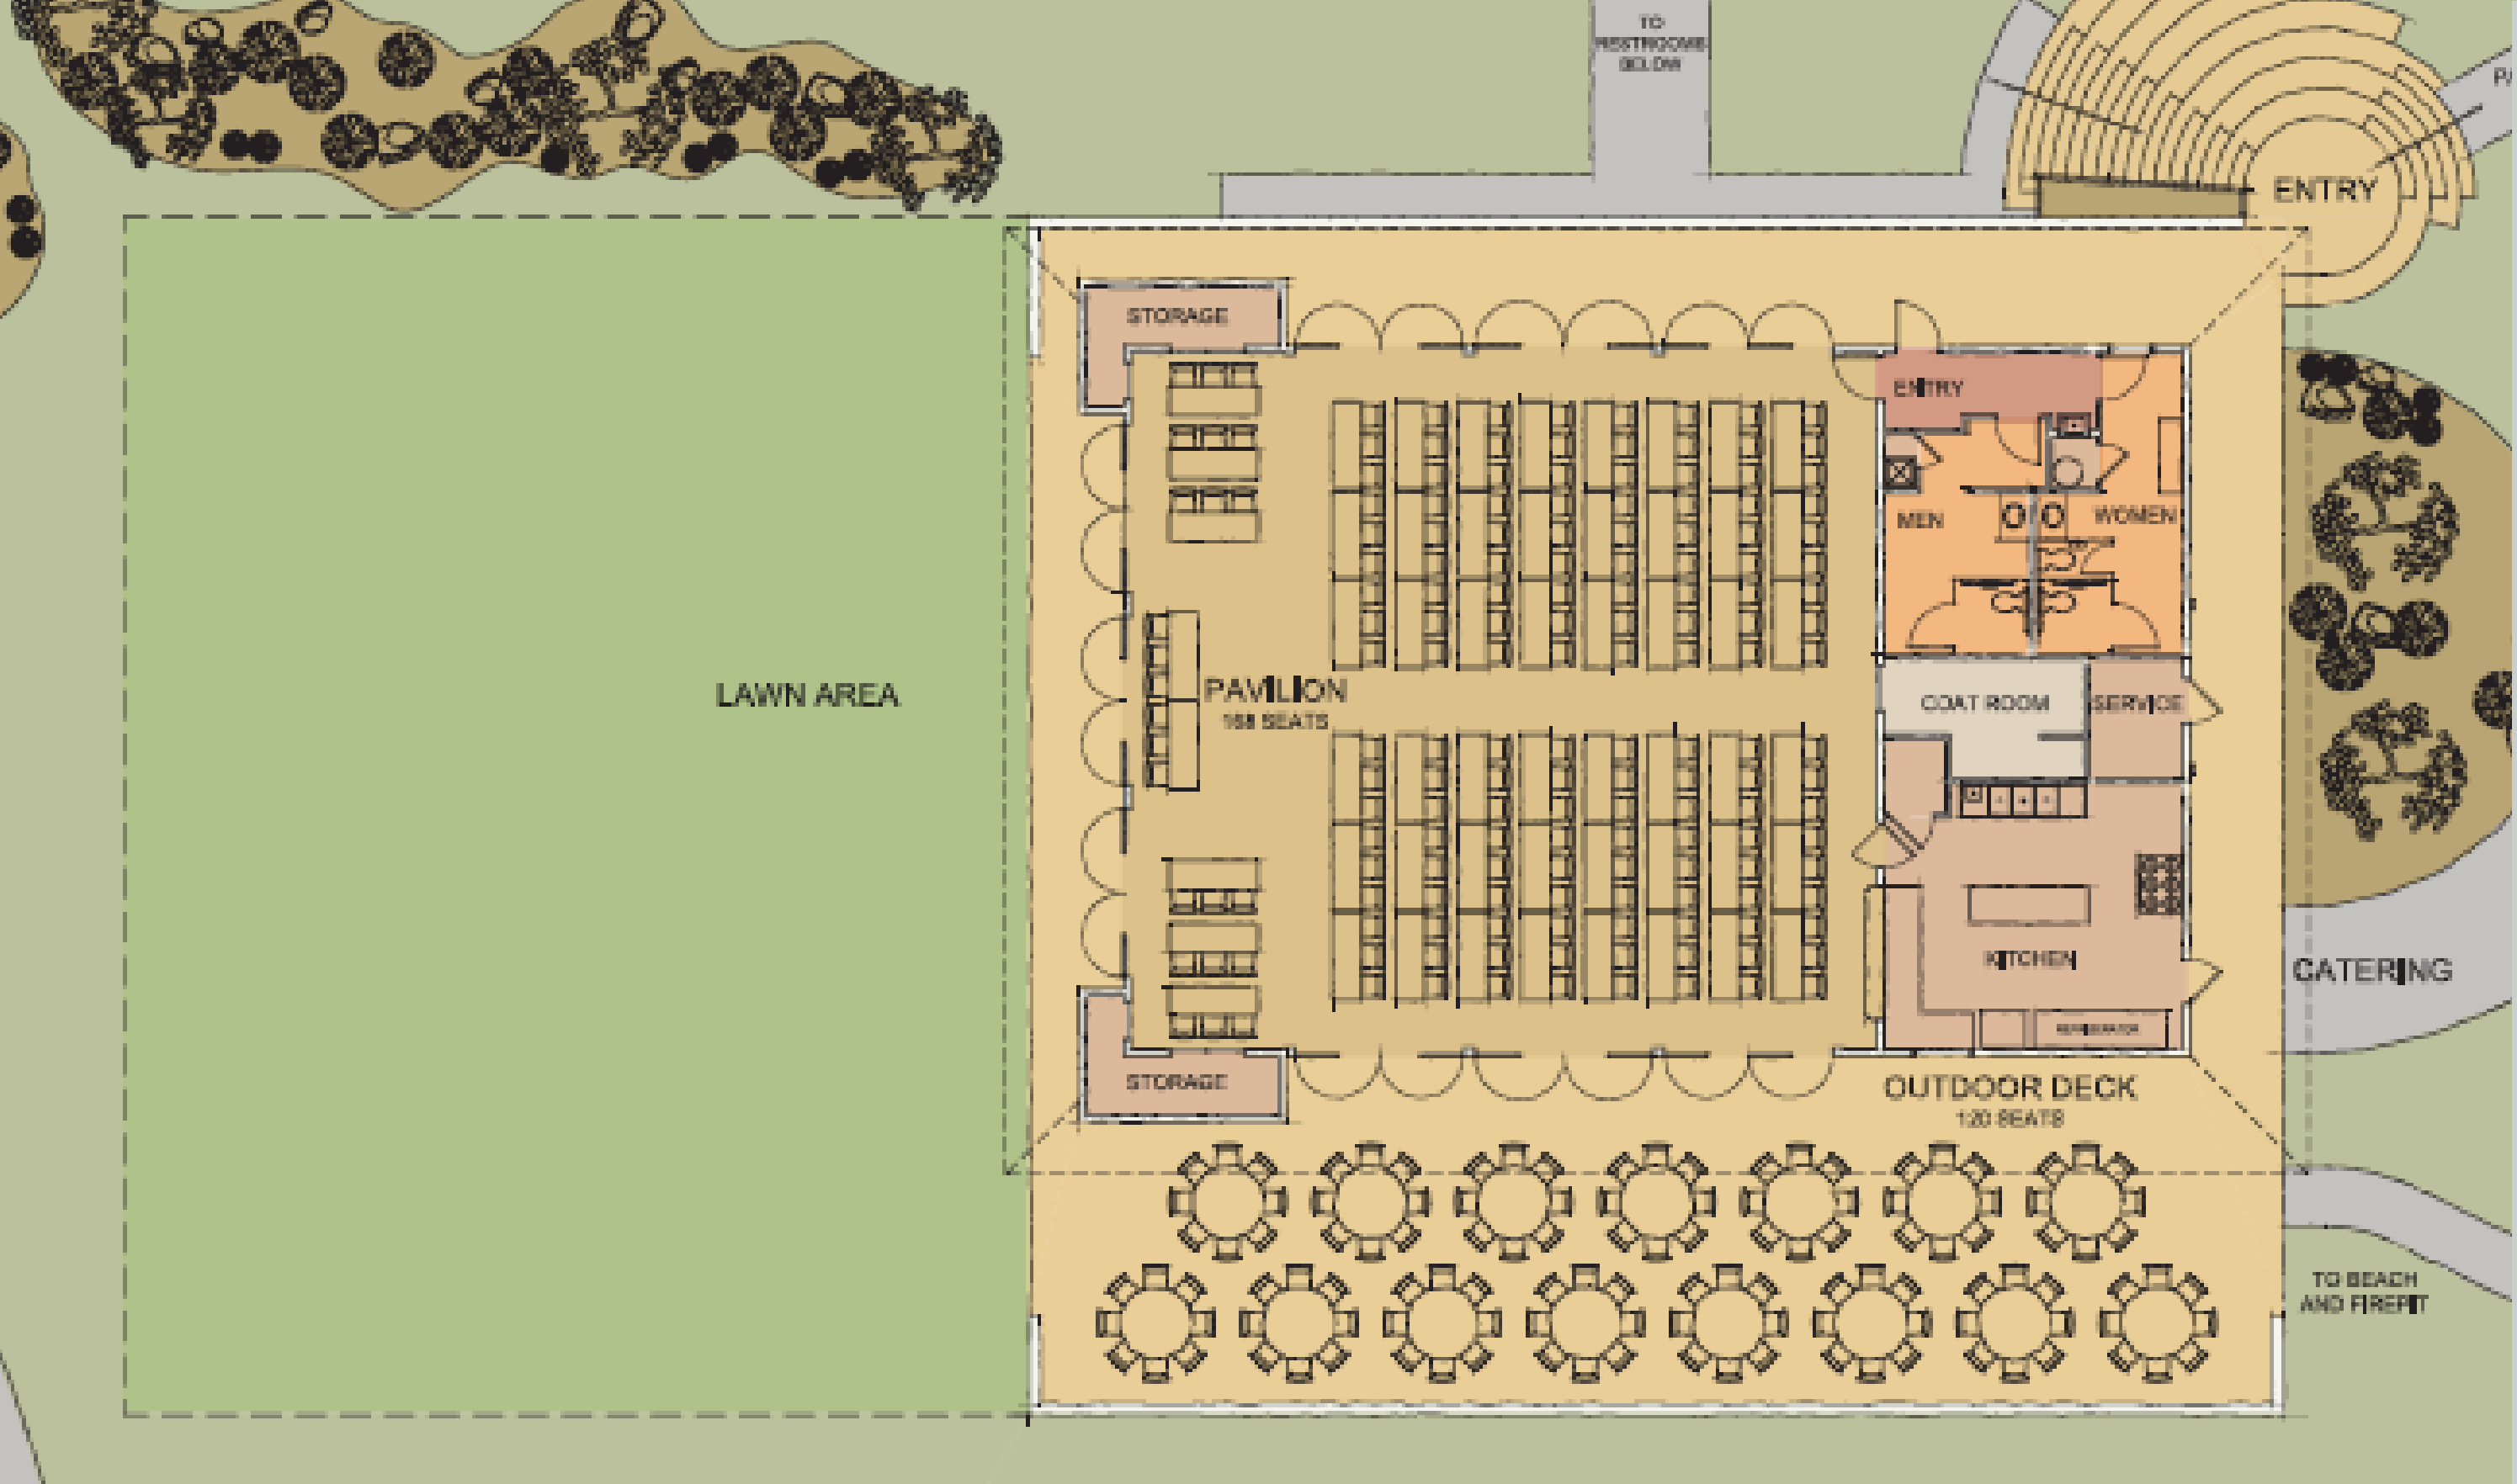 TO
RESTROOMS
BELOW
ENTRY
STORAGE
ENTRY
MEN
WOMEN
LAWN AREA
PAVILION
168 SEATS
COAT ROOM
SERVICE
KITCHEN
CATERING
REFRIGERATOR
STORAGE
OUTDOOR DECK
120 SEATS
TO BEACH
AND FIREPIT